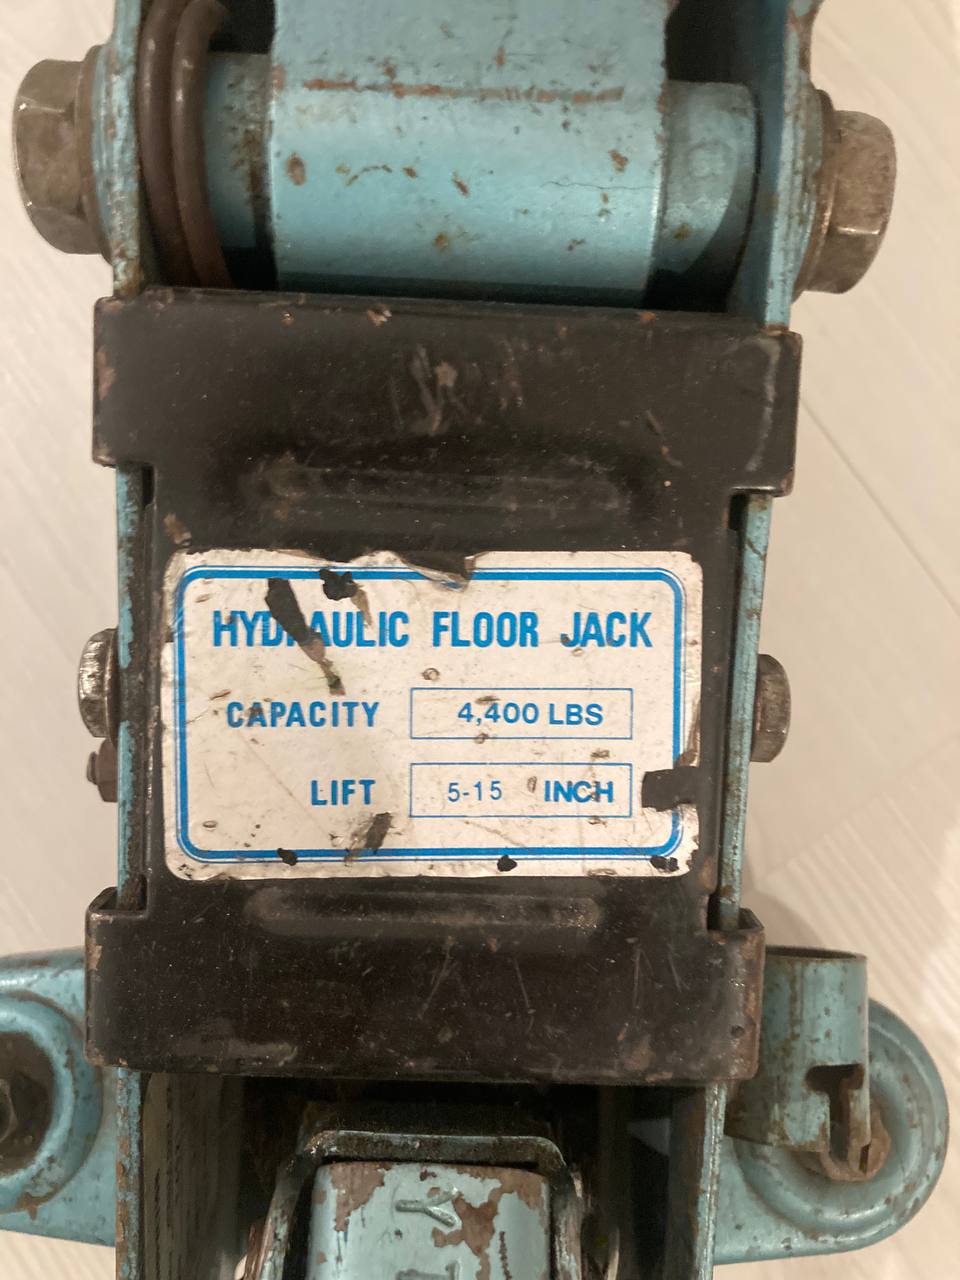 HYDRAULIC FLOOR JACK
CAPACITY 4,400 LBS
LIFT 5-15 INCH